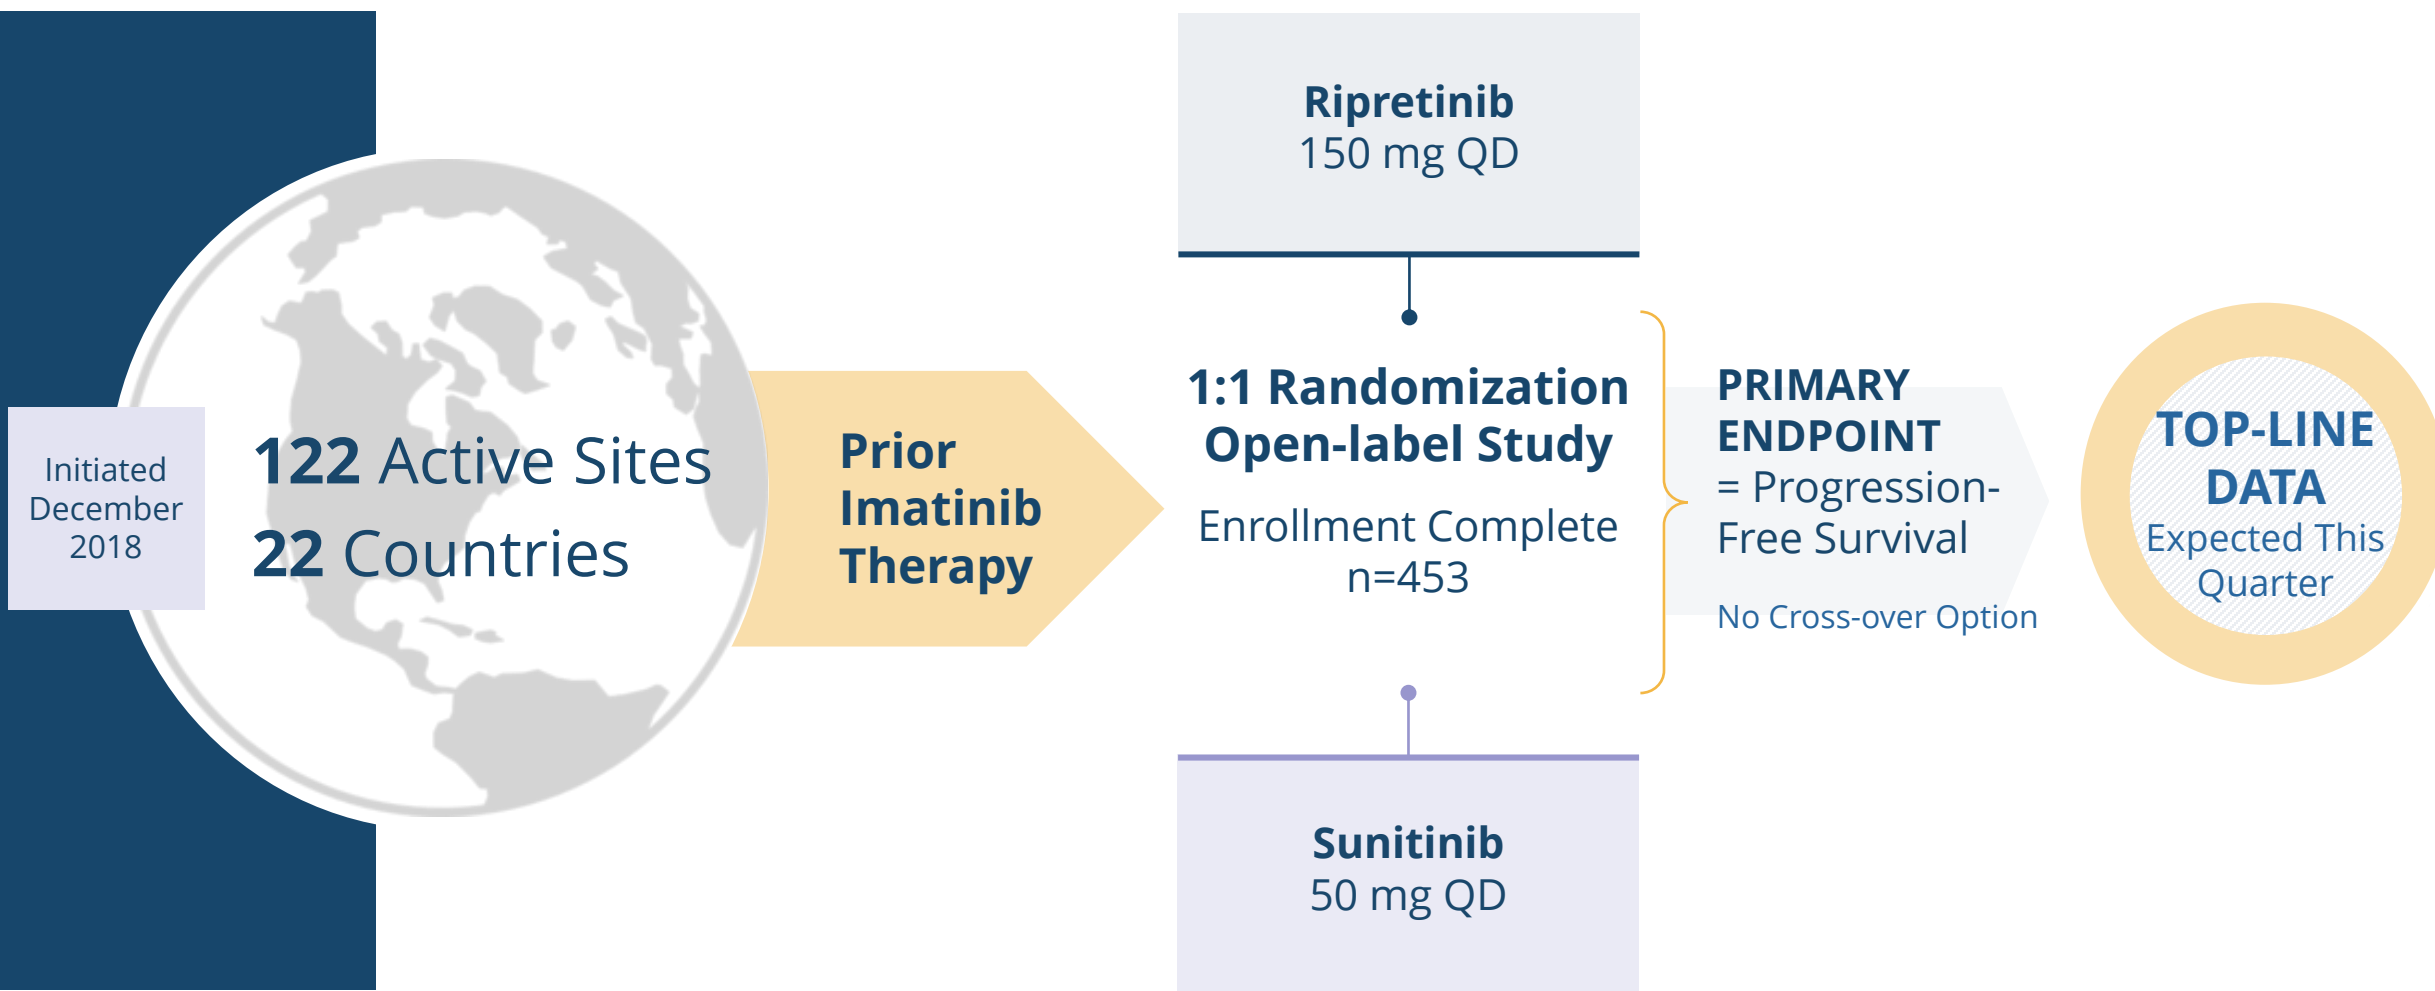 Initiated
December
2018
122 Active Sites
22 Countries
Prior
Imatinib
Therapy
Ripretinib
150 mg QD
1:1 Randomization
Open-label Study
Enrollment Complete
n=453
Sunitinib
50 mg QD
PRIMARY
ENDPOINT
= Progression-
Free Survival
No Cross-over Option
TOP-LINE
DATA
Expected This
Quarter